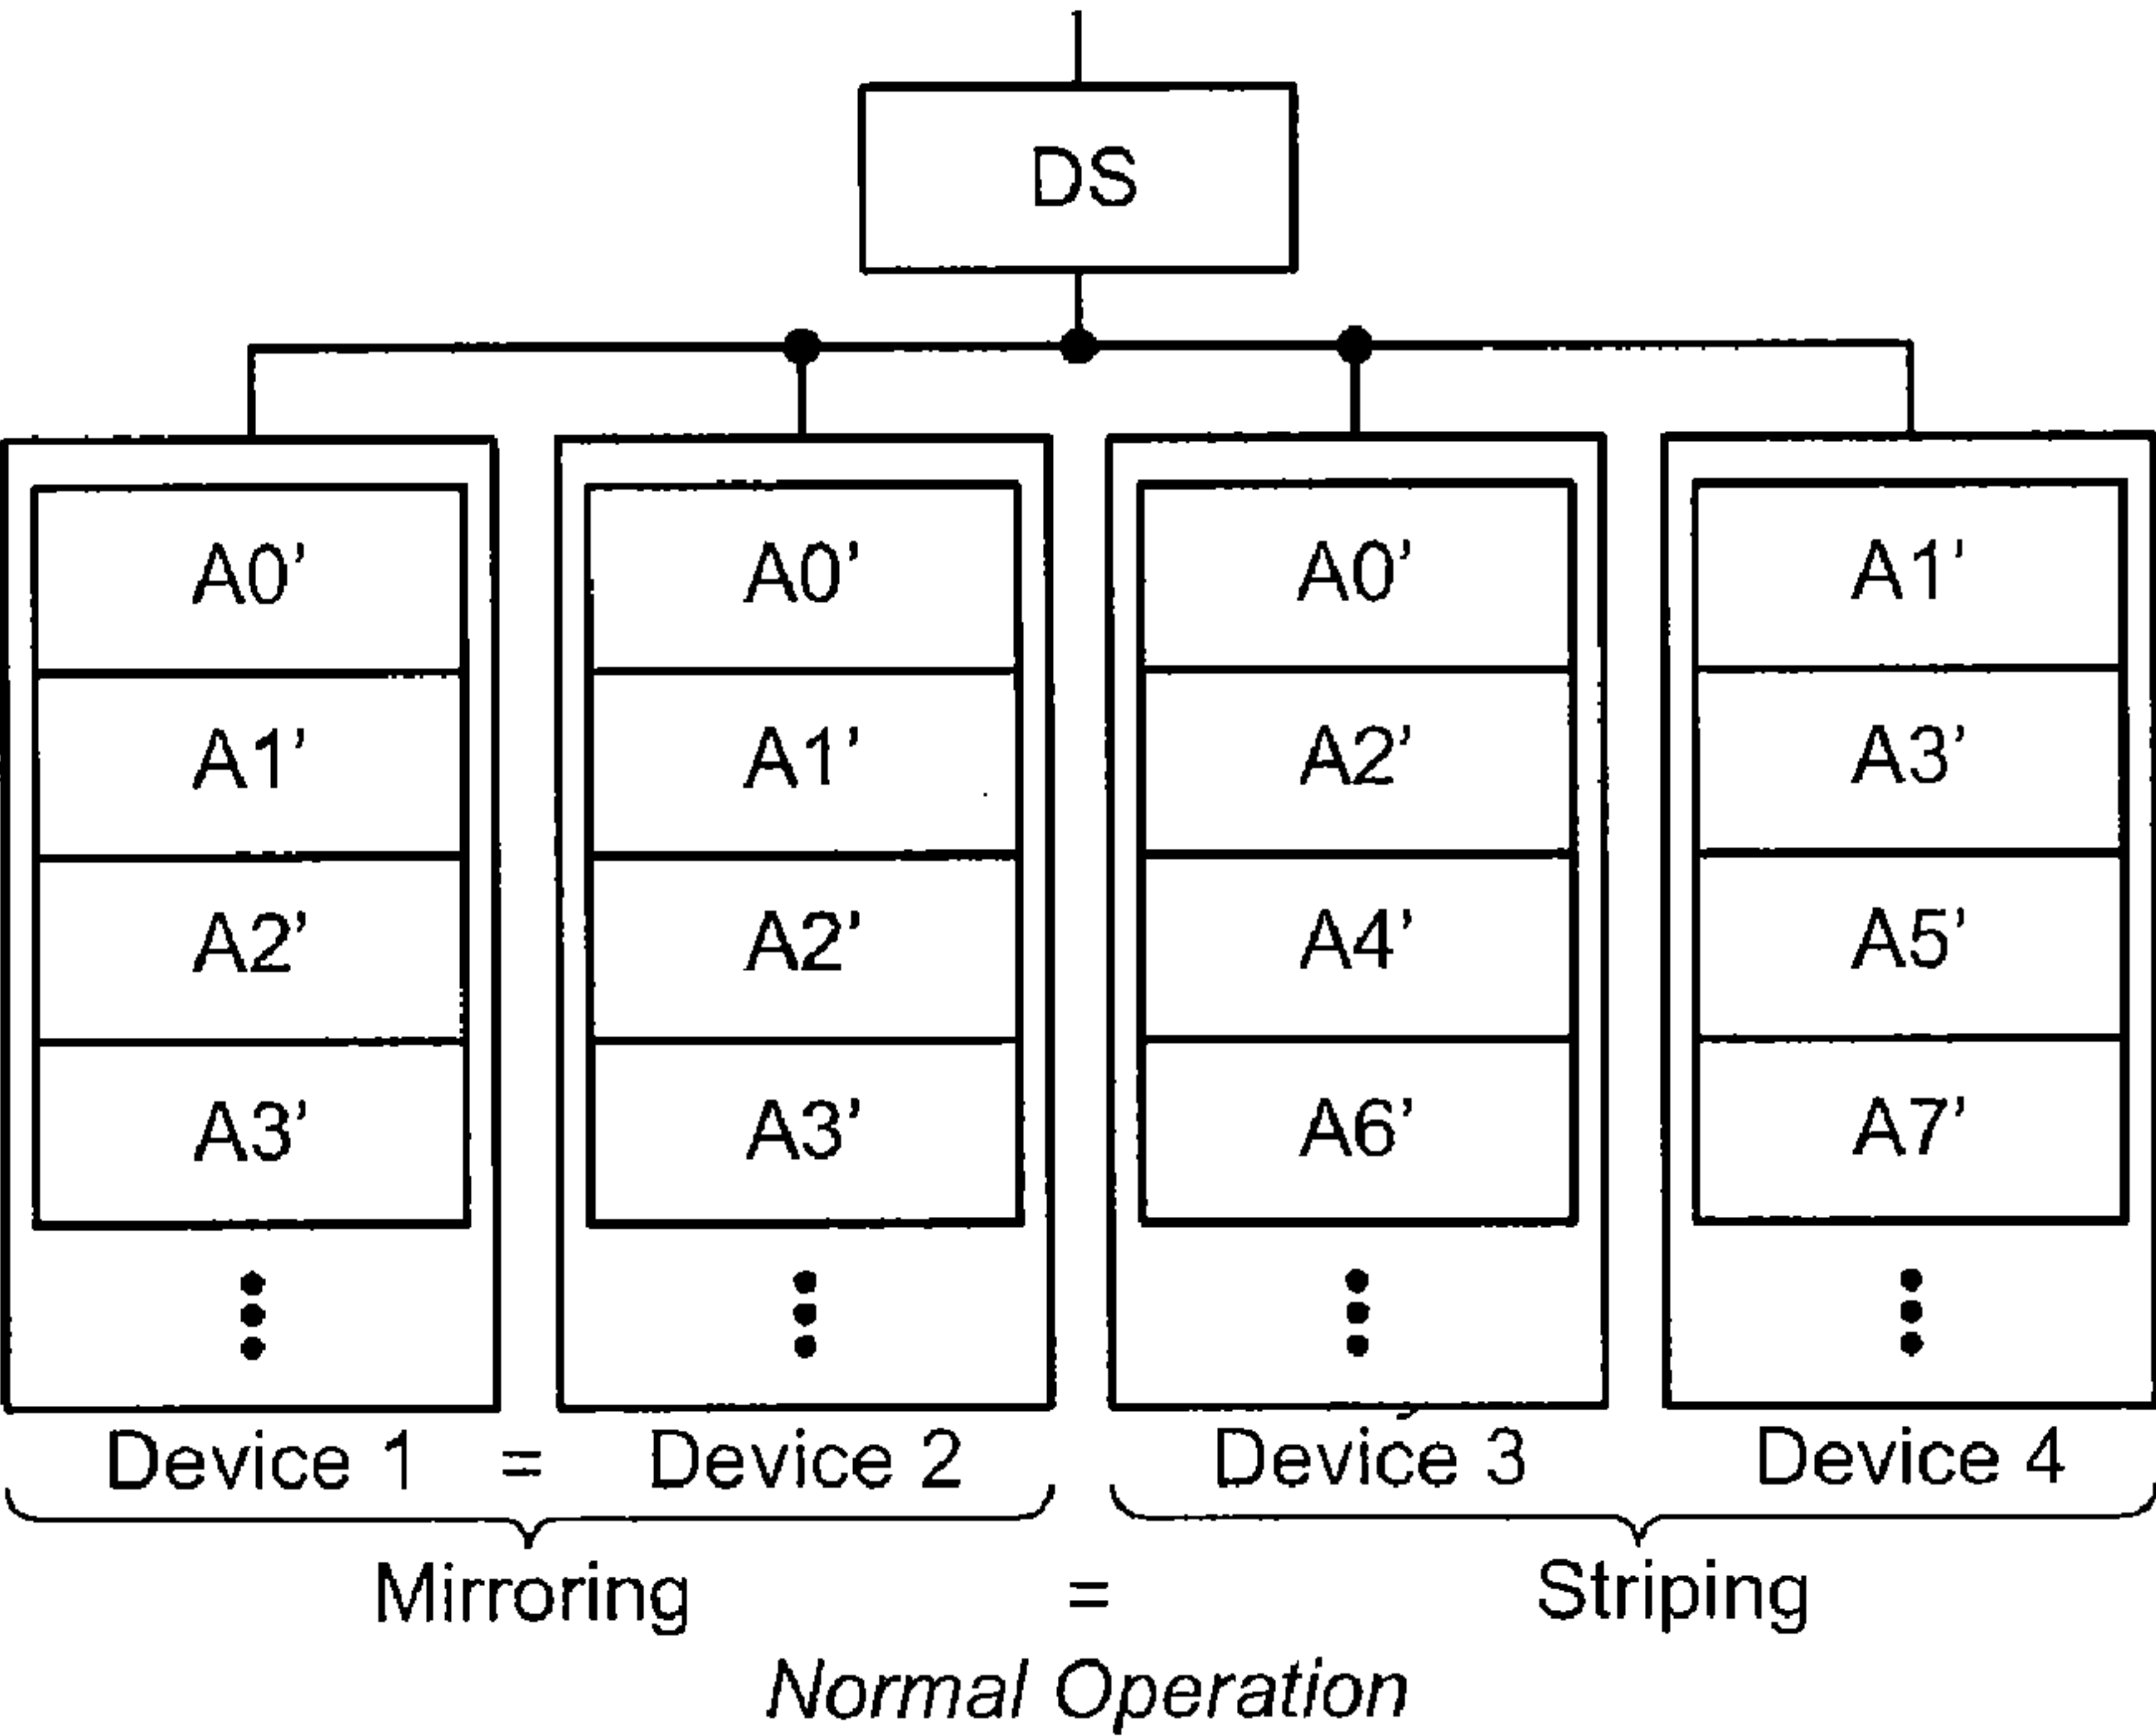 DS
A0' A0' A0' A1'
A1' A1' A2' A3'
A2' A2' A4' A5'
A3' A3' A6' A7'
Device 1 = Device 2 Device 3 Device 4
Mirroring = Striping
Normal Operation